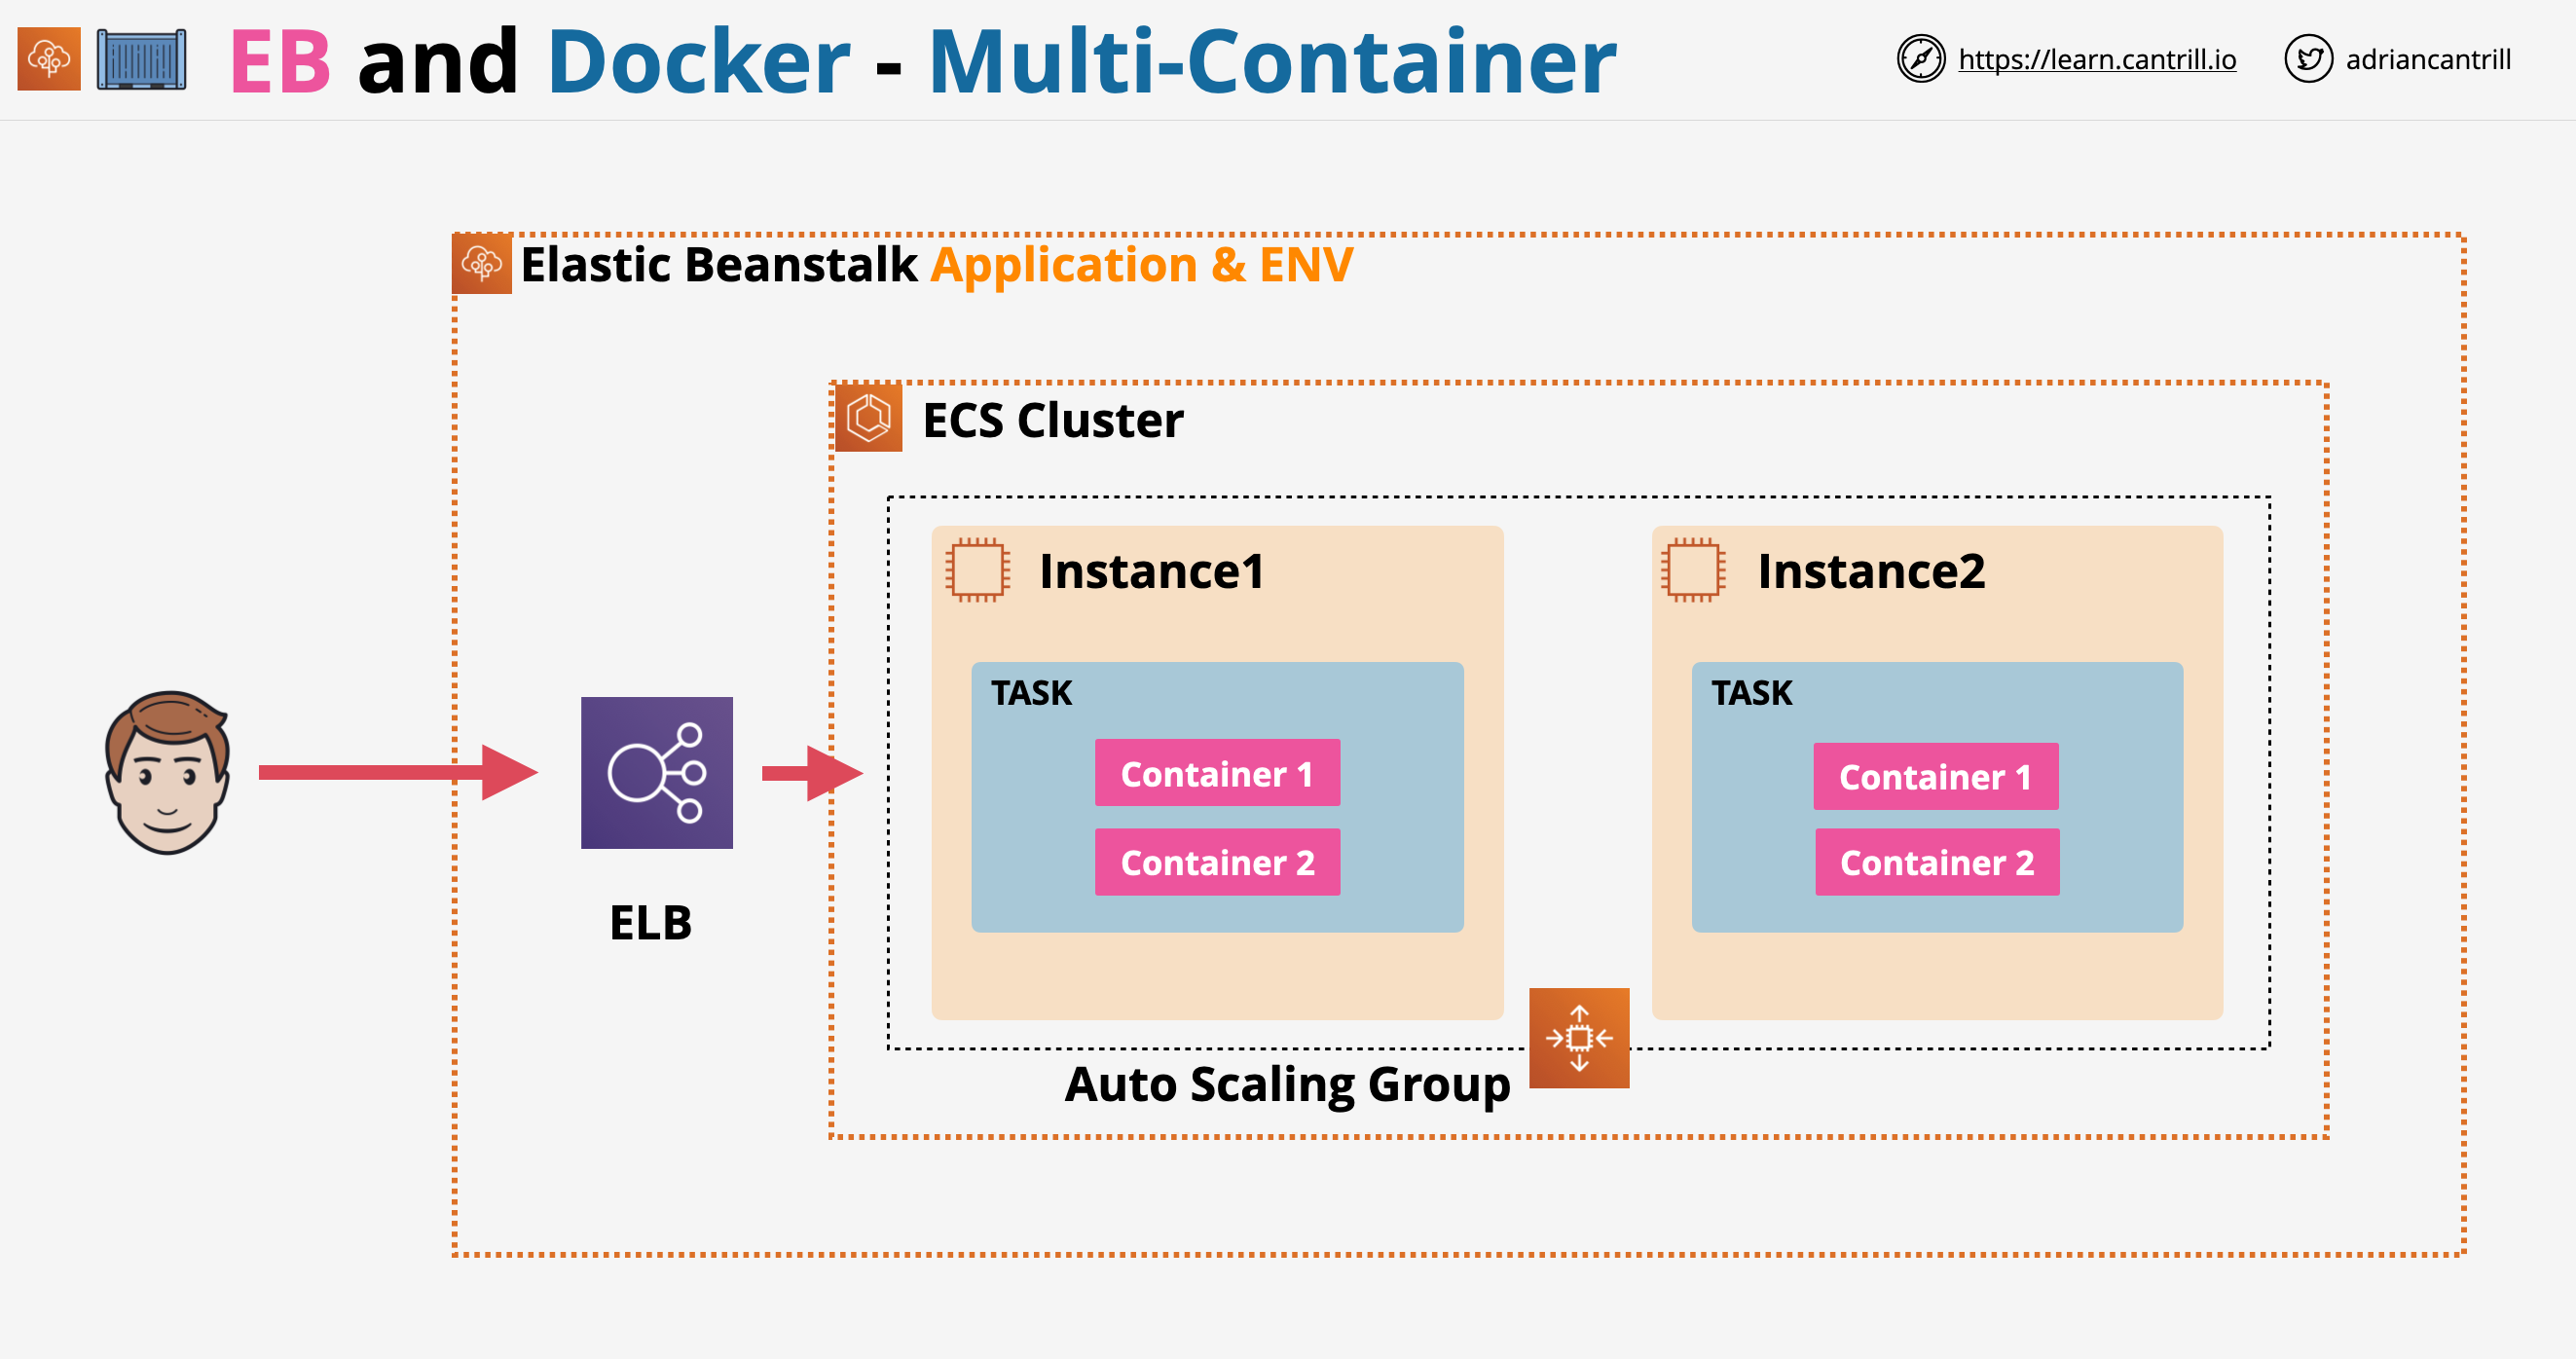 EB and Docker - Multi-Container
https://learn.cantrill.io
adriancantrill
Elastic Beanstalk Application & ENV
ECS Cluster
Instance1
Instance2
TASK
TASK
Container 1
Container 1
Container 2
Container 2
ELB
Auto Scaling Group